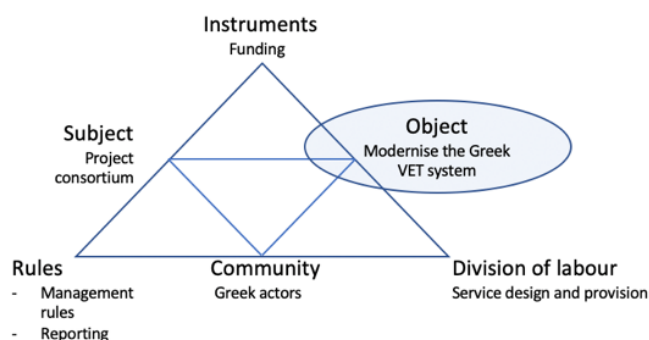 Instruments
Funding
Subject
Project
consortium
Object
Modernise the Greek
VET system
Rules
- Management
rules
- Reporting
Community
Greek actors
Division of labour
Service design and provision